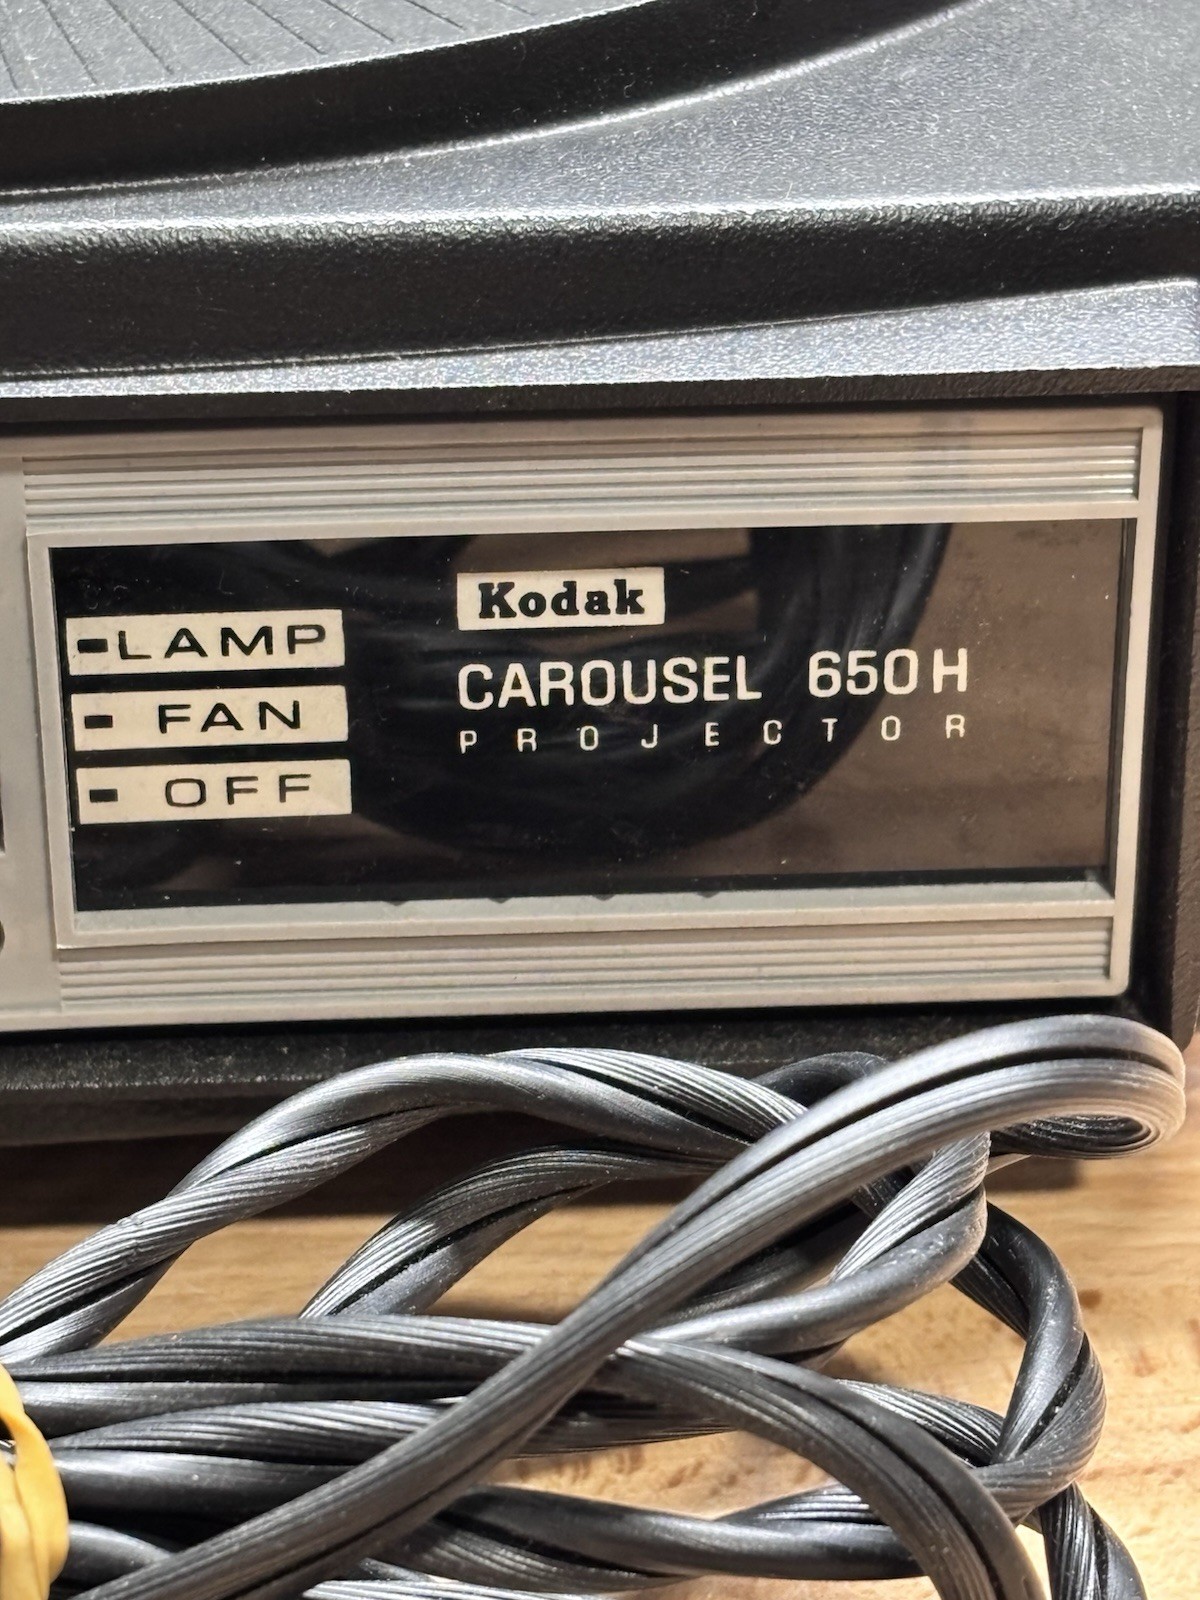 LAMP
FAN
OFF
Kodak
CAROUSEL 650H
PROJECTOR